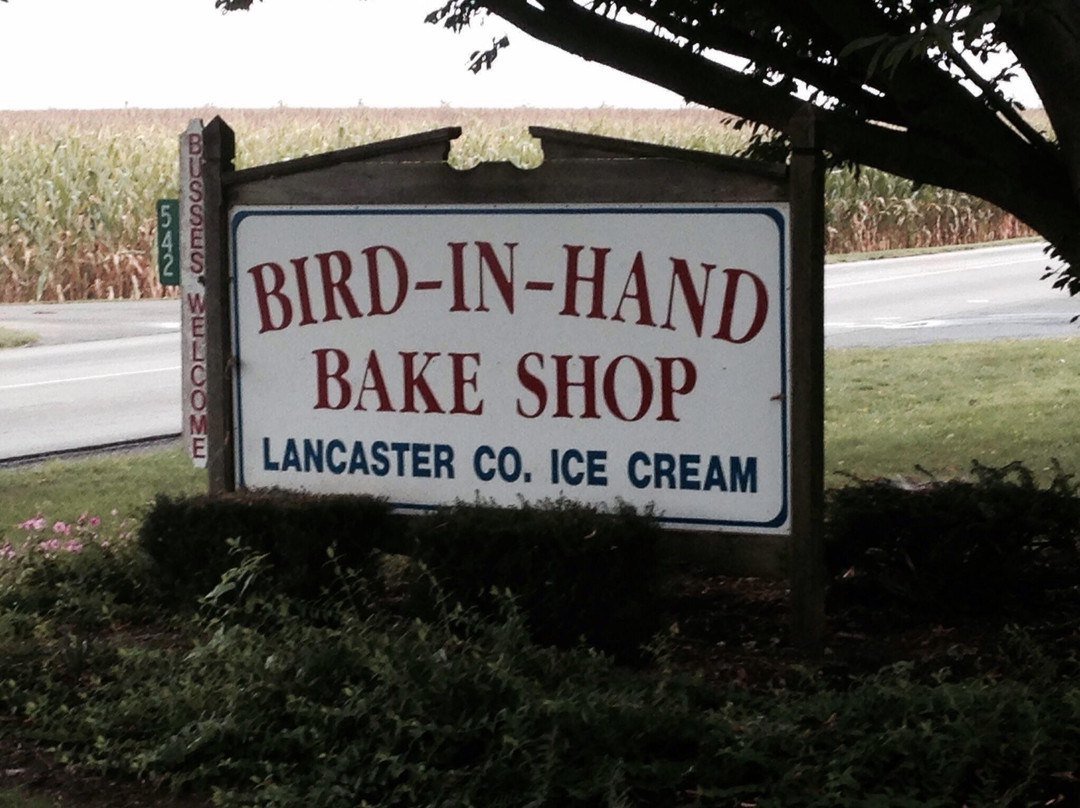 BUSSES WELCOME
542
BIRD-IN-HAND
BAKE SHOP
LANCASTER CO. ICE CREAM